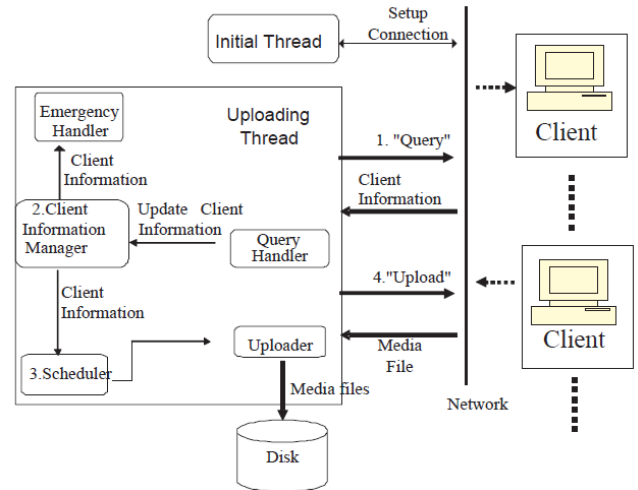 Initial Thread
Setup
Connection
Client
Emergency
Handler
Uploading
Thread
1. "Query"
Client
Information
Client
Information
2.Client
Information
Manager
Update Client
Information
Query
Handler
4."Upload"
Client
Information
Client
3.Scheduler
Uploader
Media
File
Media files
Network
Disk